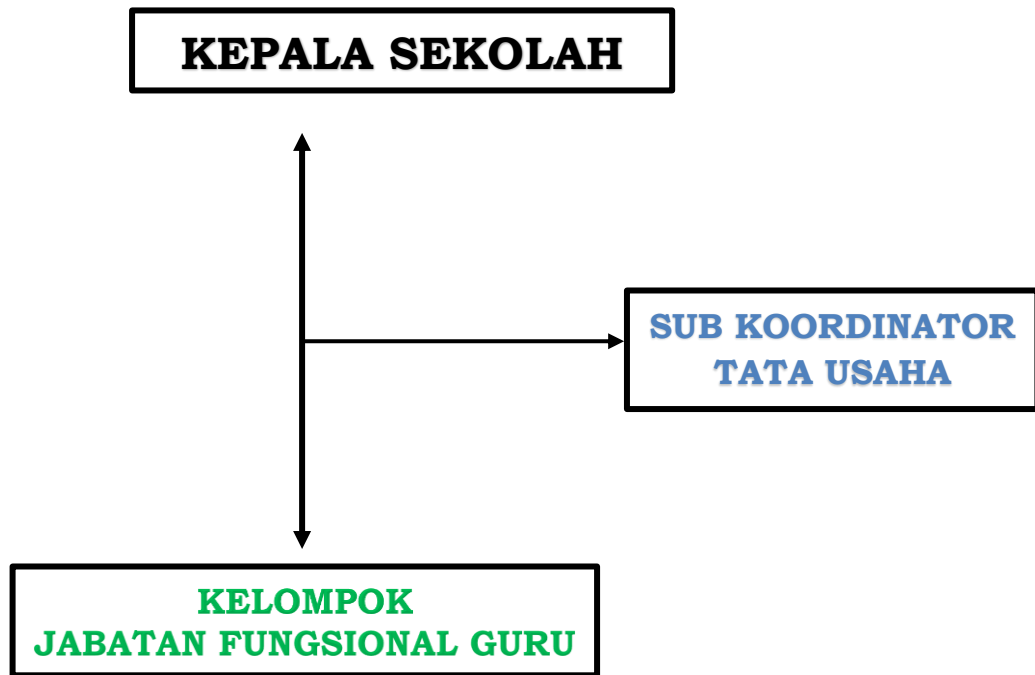 KEPALA SEKOLAH
SUB KOORDINATOR
TATA USAHA
KELOMPOK
JABATAN FUNGSIONAL GURU